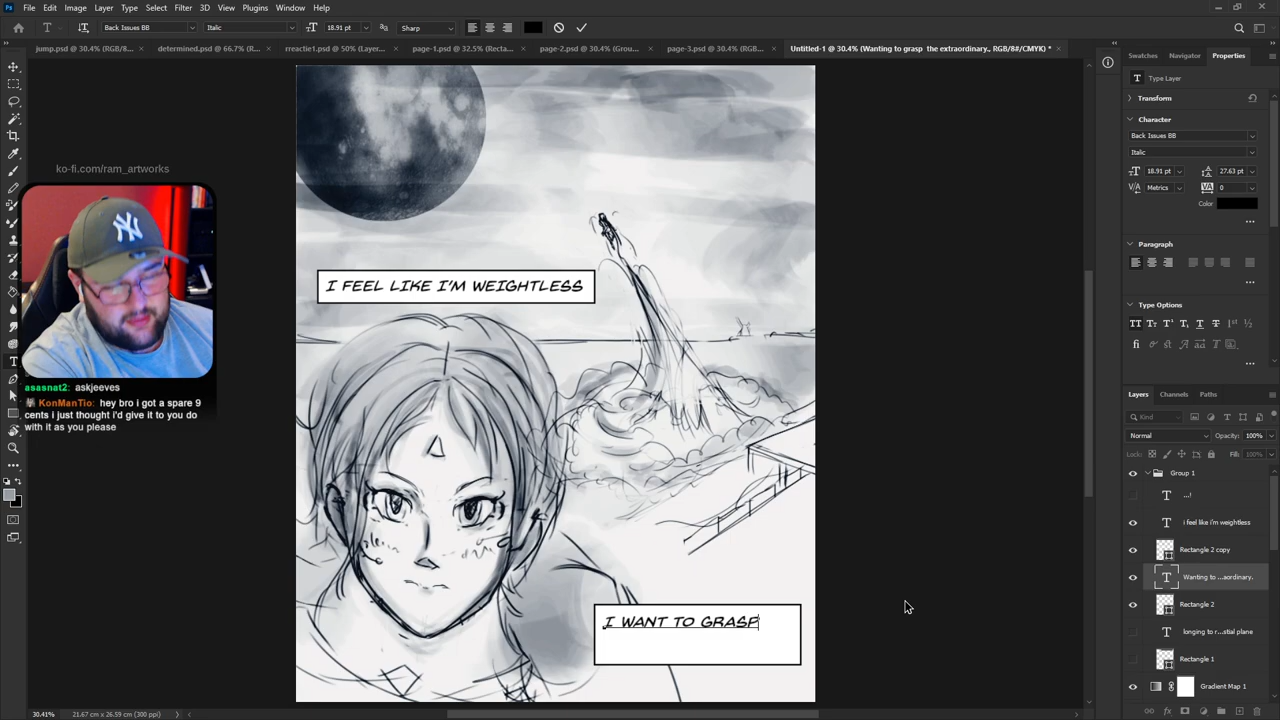 File Edit Image Layer Type Select Filter 3D View Plugins Window Help
Back Issues BB Italic 18.91 pt Sharp
jump.psd @ 30.4% (RGB/8... determined.psd @ 66.7% (R... rreactie1.psd @ 50% (Layer... page-1.psd @ 32.5% (Recta... page-2.psd @ 30.4% (Grou... page-3.psd @ 30.4% (RGB... Untitled-1 @ 30.4% (Wanting to grasp the extraordinary., RGB/8#/CMYK) *
ko-fi.com/ram_artworks
asasnat2: askjeeves
KonManTio: hey bro i got a spare 9
cents i just thought i'd give it to you do
with it as you please
I FEEL LIKE I'M WEIGHTLESS
I WANT TO GRASP
Swatches Navigator Properties
Type Layer
Transform
Character
Back Issues BB
Italic
18.91 pt 27.63 pt
Metrics 0
Color
Paragraph
Type Options
Layers Channels Paths
Kind
Normal Opacity: 100%
Lock: Fill: 100%
Group 1
...!
i feel like i'm weightless
Rectangle 2 copy
Wanting to ...aordinary.
Rectangle 2
longing to r...stial plane
Rectangle 1
Gradient Map 1
30.41% 21.67 cm x 26.59 cm (300 ppi)